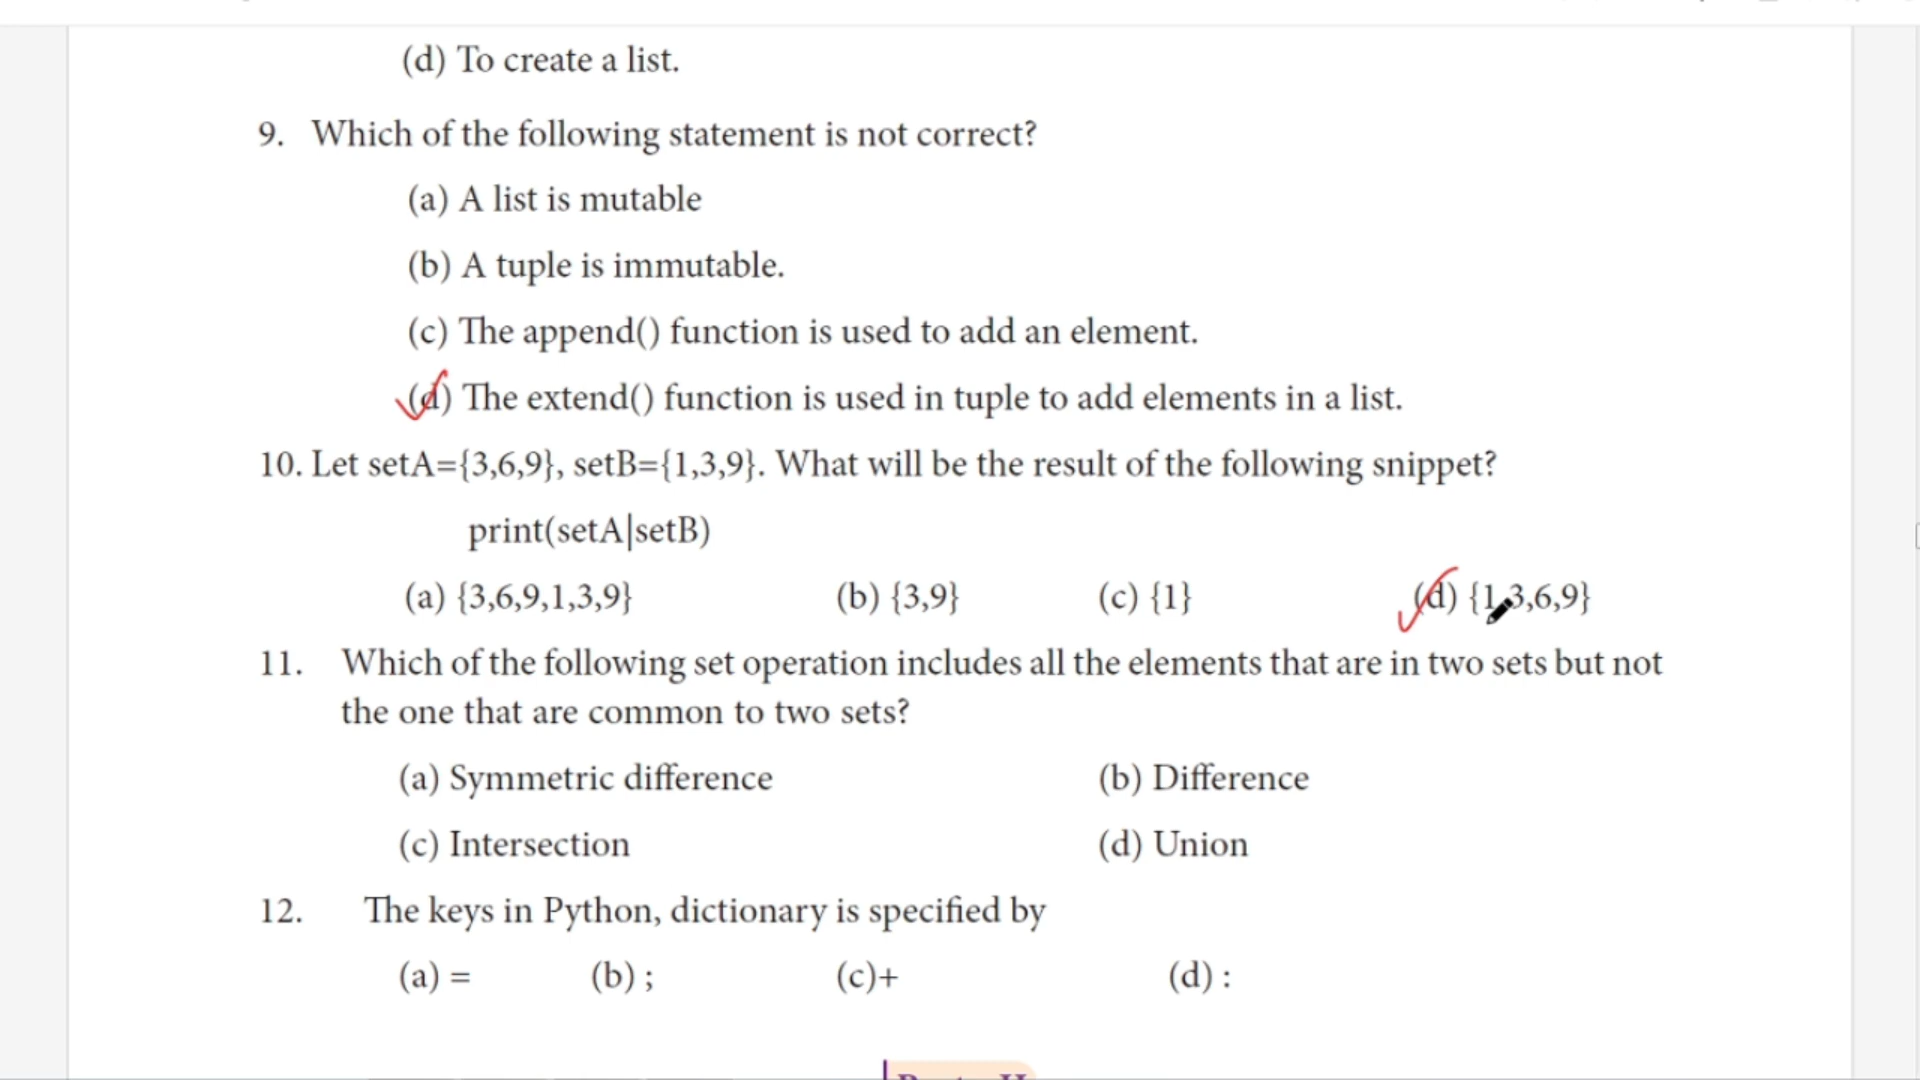 (d) To create a list.
9. Which of the following statement is not correct?
(a) A list is mutable
(b) A tuple is immutable.
(c) The append() function is used to add an element.
(d) The extend() function is used in tuple to add elements in a list.
10. Let setA={3,6,9}, setB={1,3,9}. What will be the result of the following snippet?
print(setA|setB)
(a) {3,6,9,1,3,9} (b) {3,9} (c) {1} (d) {1,3,6,9}
11. Which of the following set operation includes all the elements that are in two sets but not
the one that are common to two sets?
(a) Symmetric difference (b) Difference
(c) Intersection (d) Union
12. The keys in Python, dictionary is specified by
(a) = (b) ; (c)+ (d) :